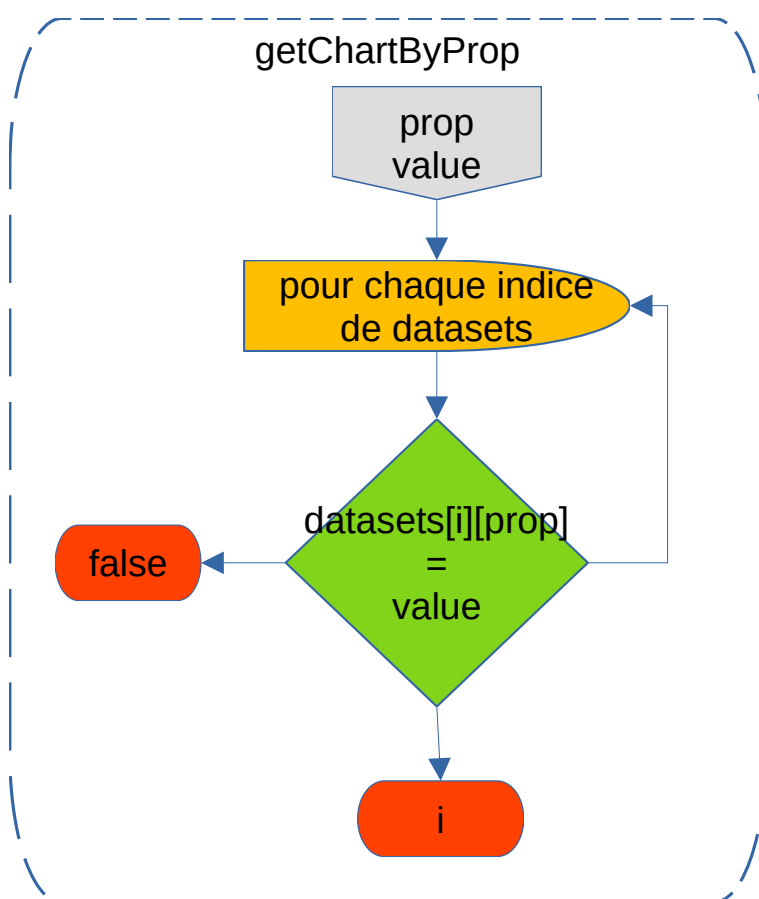 getChartByProp
prop
value
pour chaque indice
de datasets
datasets[i][prop]
=
value
false
i